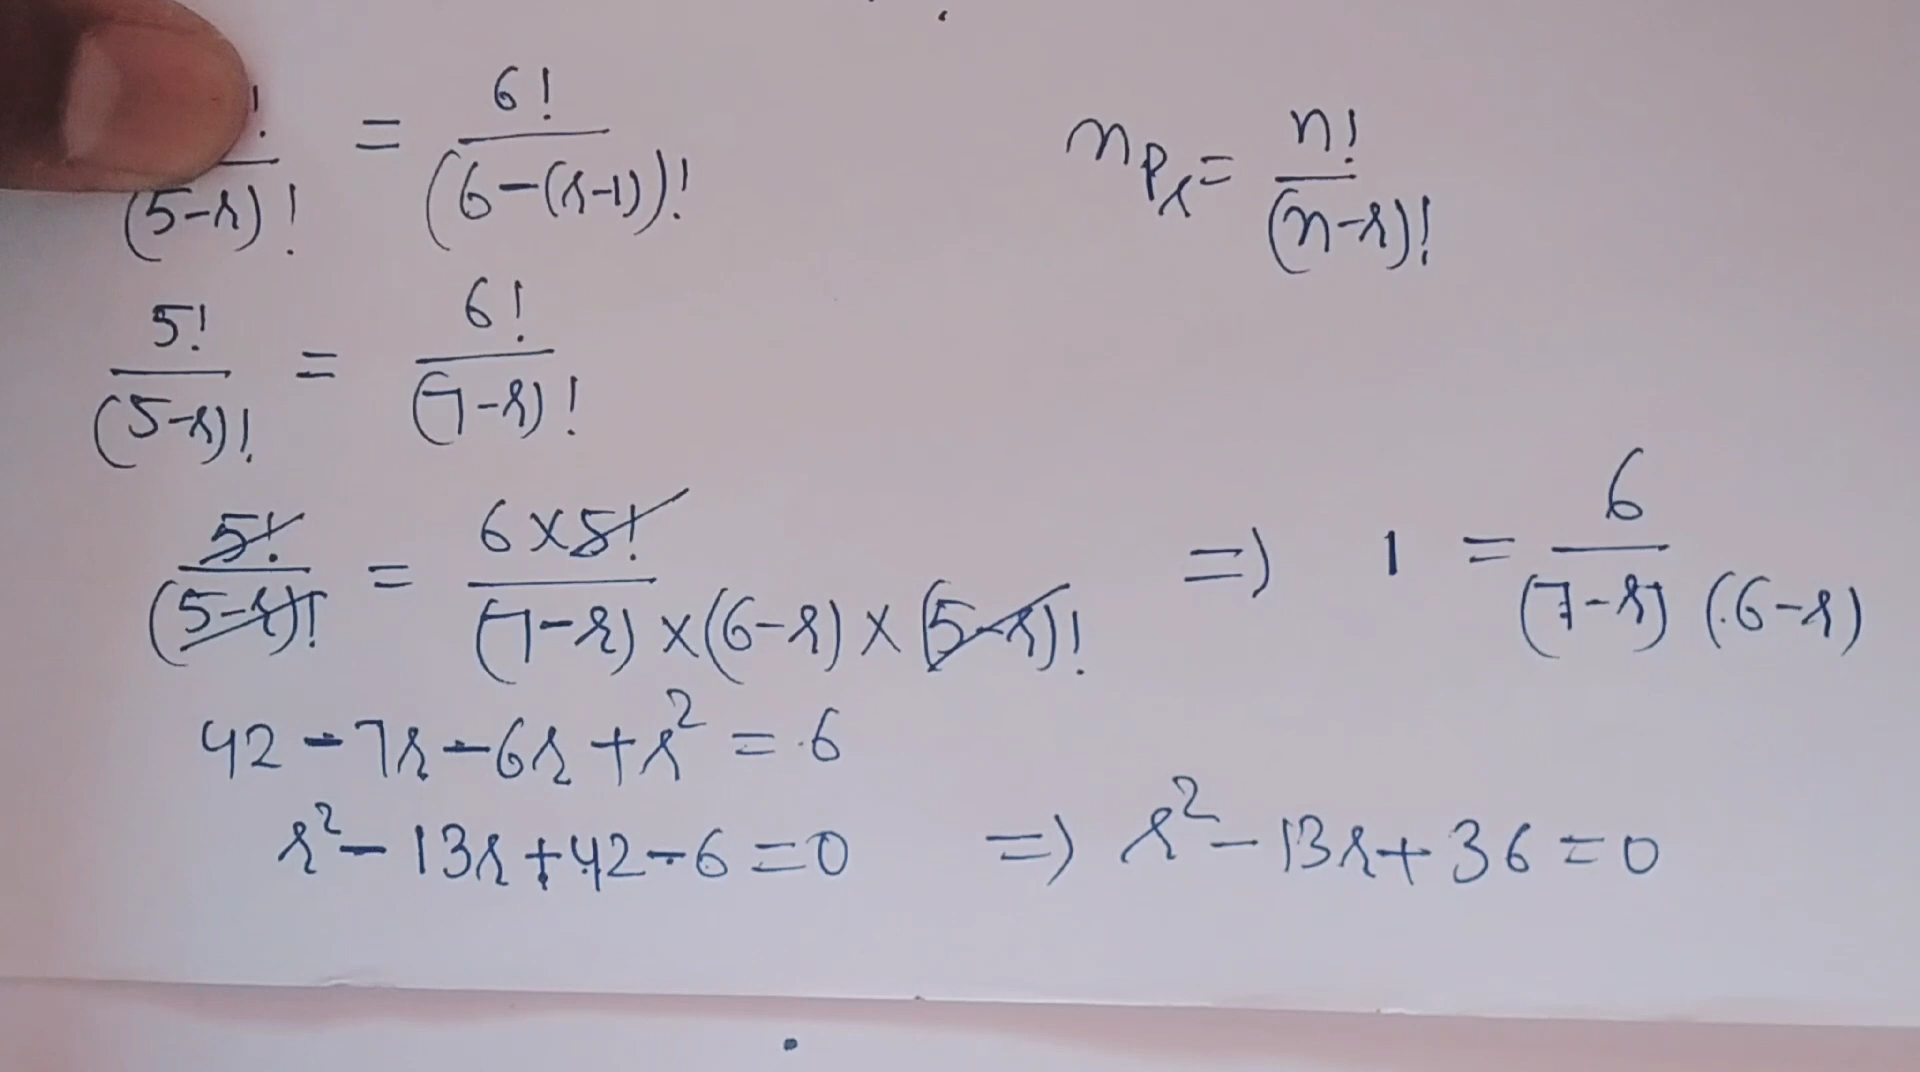 ! / (5-r)! = 6! / (6-(r-1))!
nPr = n! / (n-r)!
5! / (5-r)! = 6! / (7-r)!
5! / (5-r)! = 6×5! / (7-r)×(6-r)×(5-r)! => 1 = 6 / (7-r)(6-r)
42-7r-6r+r² = 6
r²-13r+42-6=0 => r²-13r+36=0